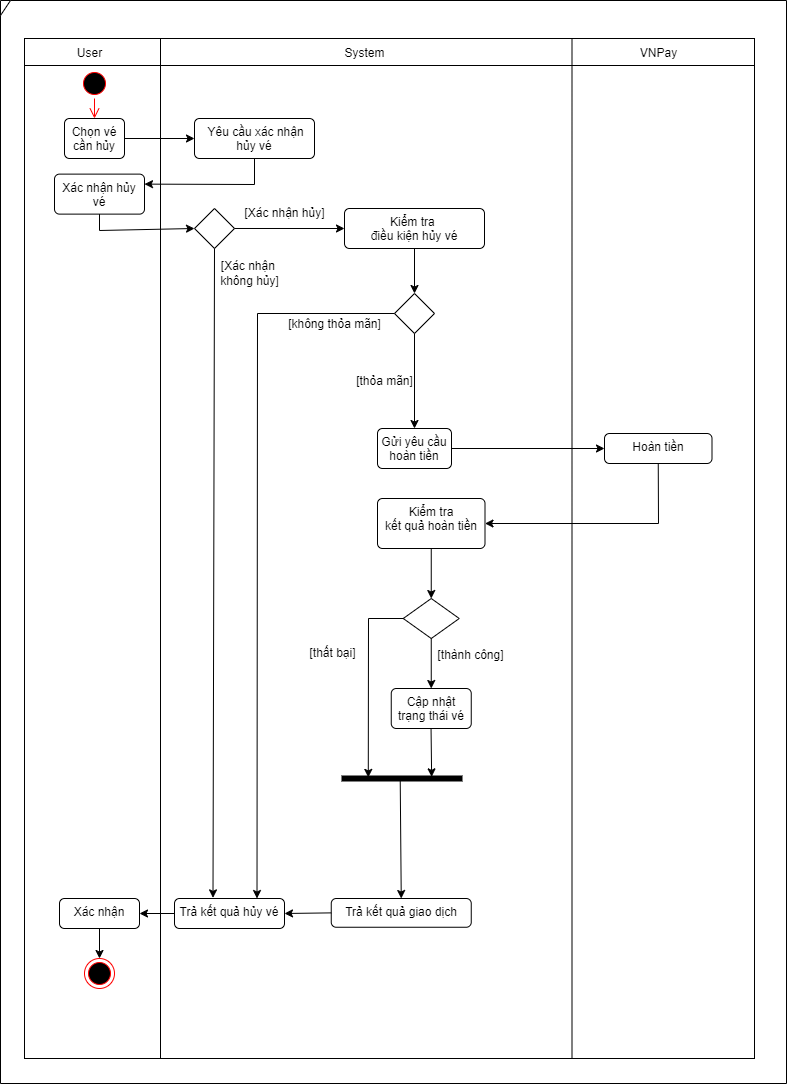 User
System
VNPay
Chọn vé
cần hủy
Yêu cầu xác nhận
hủy vé
Xác nhận hủy
vé
[Xác nhận hủy]
Kiểm tra
điều kiện hủy vé
[Xác nhận
không hủy]
[không thỏa mãn]
[thỏa mãn]
Gửi yêu cầu
hoàn tiền
Hoàn tiền
Kiểm tra
kết quả hoàn tiền
[thất bại]
[thành công]
Cập nhật
trạng thái vé
Xác nhận
Trả kết quả hủy vé
Trả kết quả giao dịch